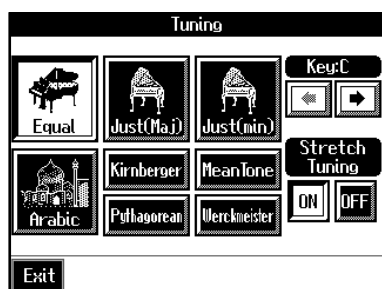 Tuning
Equal
Just(Maj)
Just(min)
Key:C
Arabic
Kirnberger
MeanTone
Pythagorean
Werckmeister
Stretch
Tuning
ON
OFF
Exit